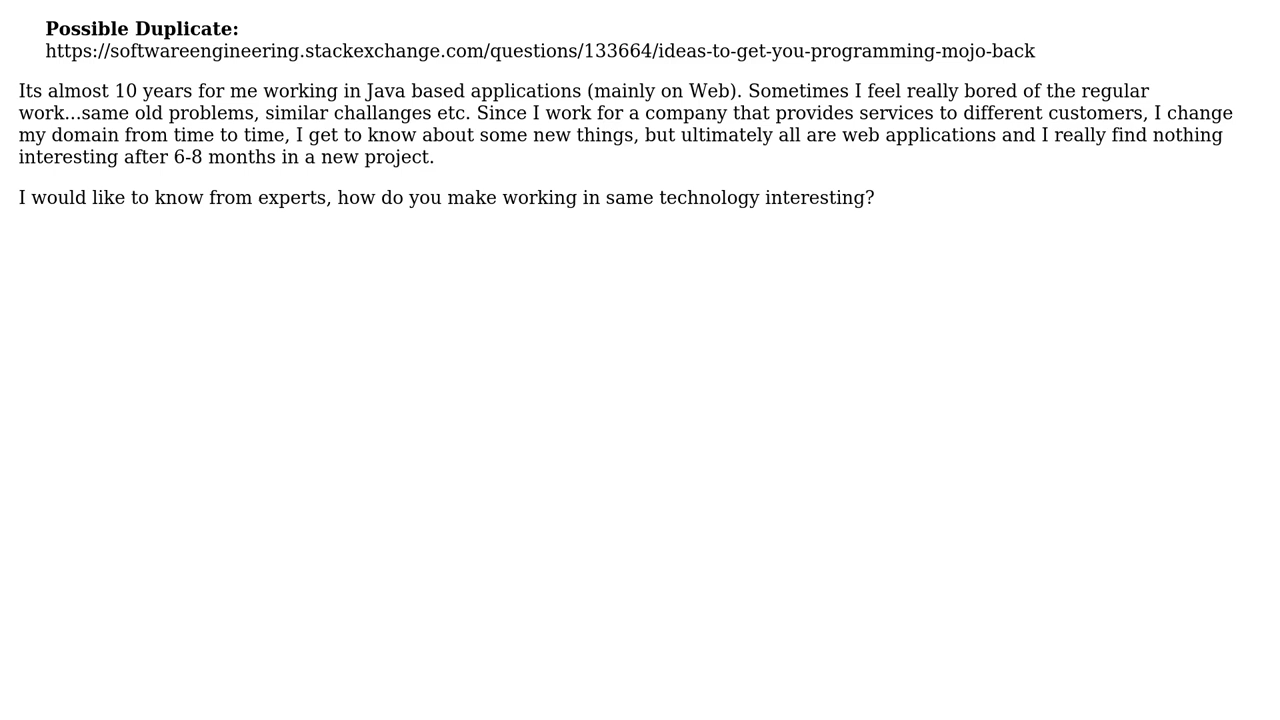 Possible Duplicate:
https://softwareengineering.stackexchange.com/questions/133664/ideas-to-get-you-programming-mojo-back
Its almost 10 years for me working in Java based applications (mainly on Web). Sometimes I feel really bored of the regular
work...same old problems, similar challanges etc. Since I work for a company that provides services to different customers, I change
my domain from time to time, I get to know about some new things, but ultimately all are web applications and I really find nothing
interesting after 6-8 months in a new project.
I would like to know from experts, how do you make working in same technology interesting?